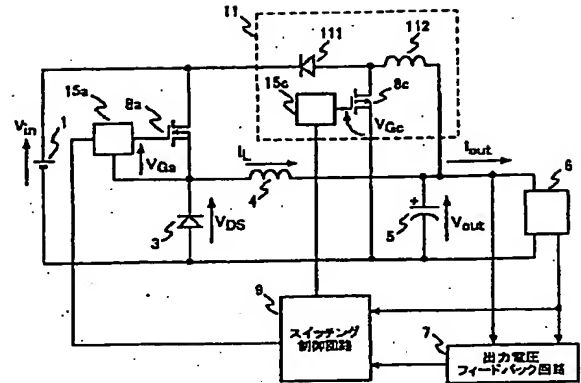 11
111
112
15a
8a
15c
8c
Vin
1
VGa
VGc
IL
Iout
6
4
3
VDS
5
Vout
9
スイッチング
制御回路
7
出力電圧
フィードバック回路